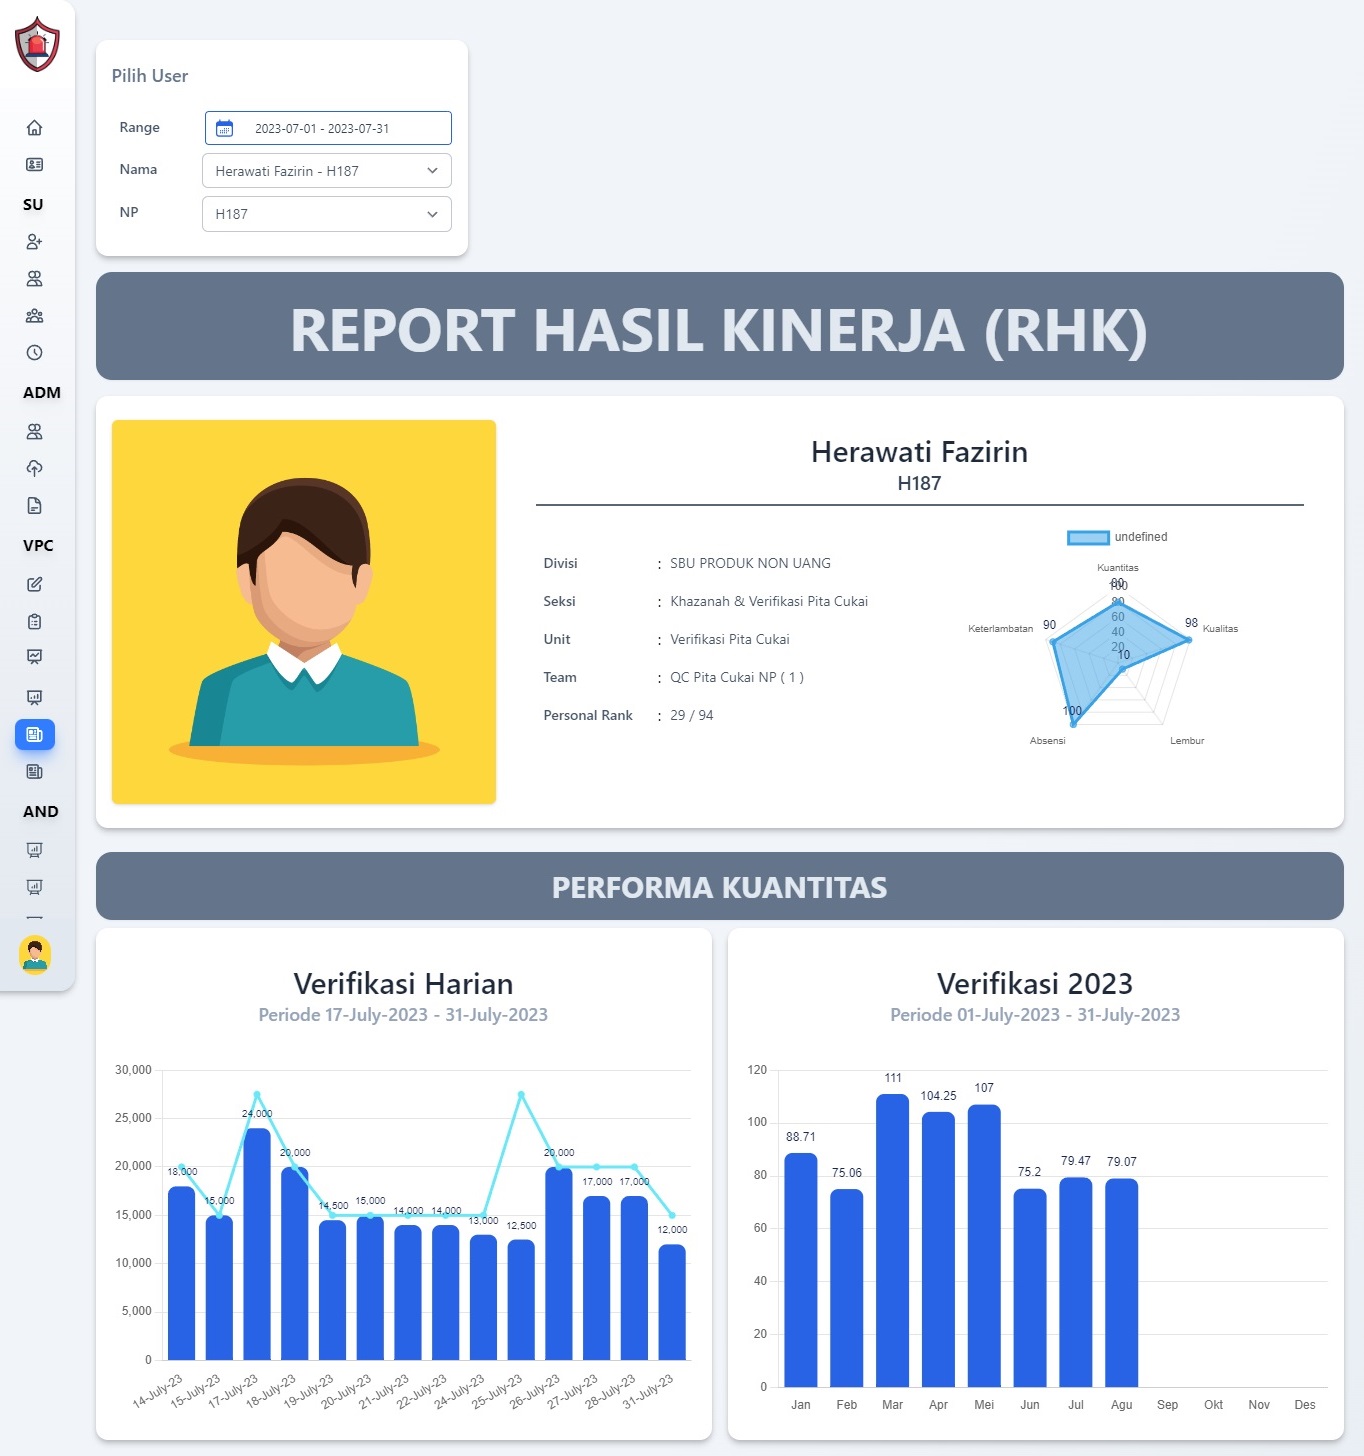 Pilih User
Range 2023-07-01 - 2023-07-31
Nama Herawati Fazirin - H187
NP H187
SU
ADM
VPC
AND
REPORT HASIL KINERJA (RHK)
Herawati Fazirin
H187
Divisi : SBU PRODUK NON UANG
Seksi : Khazanah & Verifikasi Pita Cukai
Unit : Verifikasi Pita Cukai
Team : QC Pita Cukai NP ( 1 )
Personal Rank : 29 / 94
undefined
Kuantitas
80
100
80
60
40
20
10
Keterlambatan 90
98 Kualitas
100
Absensi
Lembur
PERFORMA KUANTITAS
Verifikasi Harian
Periode 17-July-2023 - 31-July-2023
30,000
25,000
20,000
15,000
10,000
5,000
0
18,000
15,000
24,000
20,000
14,500
15,000
14,000
14,000
13,000
12,500
20,000
17,000
17,000
12,000
14-July-23
15-July-23
17-July-23
18-July-23
19-July-23
20-July-23
21-July-23
22-July-23
24-July-23
25-July-23
26-July-23
27-July-23
28-July-23
31-July-23
Verifikasi 2023
Periode 01-July-2023 - 31-July-2023
120
100
80
60
40
20
0
88.71
75.06
111
104.25
107
75.2
79.47
79.07
Jan Feb Mar Apr Mei Jun Jul Agu Sep Okt Nov Des